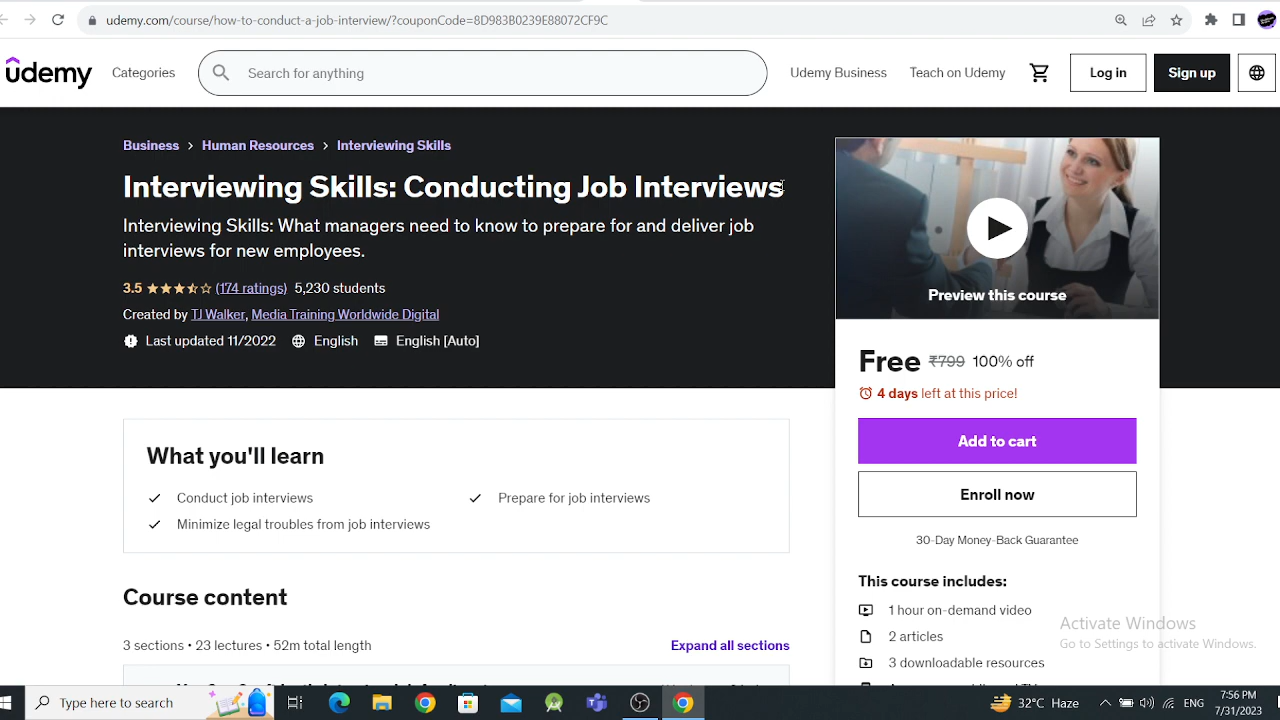 udemy.com/course/how-to-conduct-a-job-interview/?couponCode=8D983B0239E88072CF9C
udemy
Categories
Search for anything
Udemy Business
Teach on Udemy
Log in
Sign up
Business > Human Resources > Interviewing Skills
Interviewing Skills: Conducting Job Interviews
Interviewing Skills: What managers need to know to prepare for and deliver job
interviews for new employees.
3.5 (174 ratings) 5,230 students
Created by TJ Walker, Media Training Worldwide Digital
Last updated 11/2022 English English [Auto]
Preview this course
Free ₹799 100% off
4 days left at this price!
Add to cart
Enroll now
30-Day Money-Back Guarantee
This course includes:
1 hour on-demand video
2 articles
3 downloadable resources
What you'll learn
Conduct job interviews
Prepare for job interviews
Minimize legal troubles from job interviews
Course content
3 sections • 23 lectures • 52m total length
Expand all sections
Activate Windows
Go to Settings to activate Windows.
Type here to search
32°C Haze
ENG
7:56 PM
7/31/2023